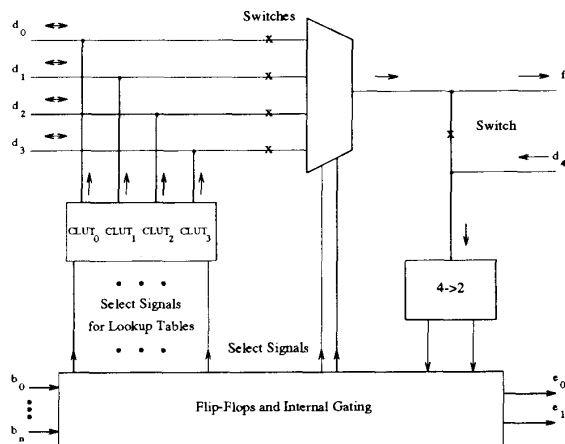 Switches
d0
d1
d2
d3
f
Switch
d4
CLUT0 CLUT1 CLUT2 CLUT3
4->2
Select Signals
for Lookup Tables
Select Signals
b0
bn
Flip-Flops and Internal Gating
e0
e1